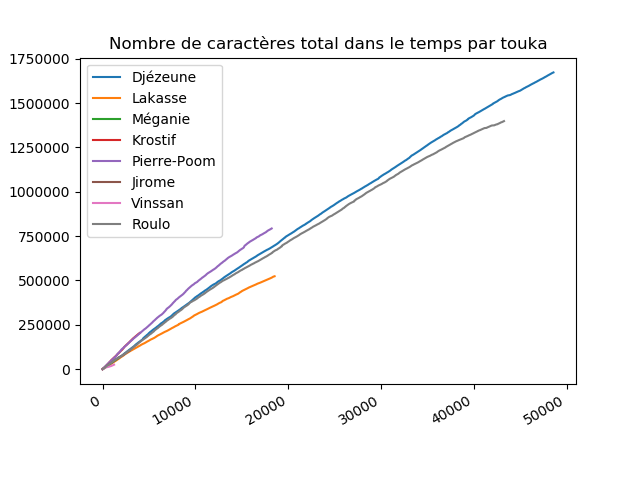 Nombre de caractères total dans le temps par touka
1750000
1500000
1250000
1000000
750000
500000
250000
0
Djézeune
Lakasse
Méganie
Krostif
Pierre-Poom
Jirome
Vinssan
Roulo
0
10000
20000
30000
40000
50000